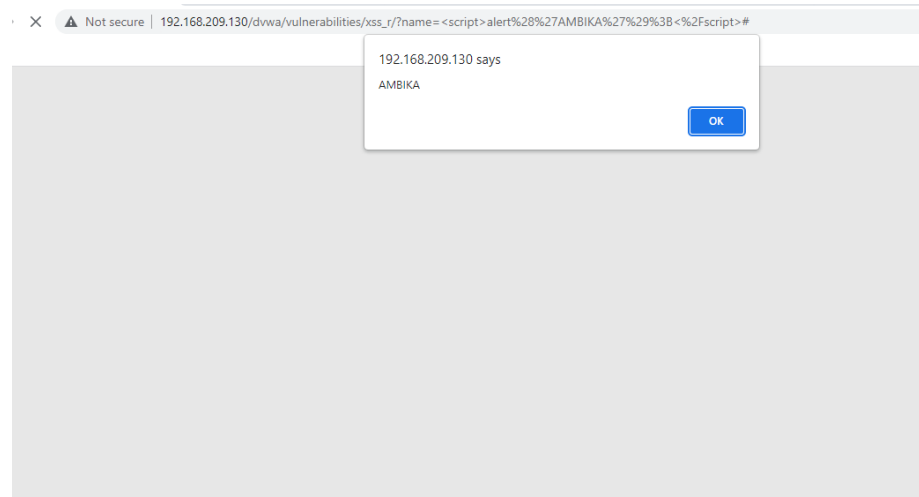 Not secure | 192.168.209.130/dvwa/vulnerabilities/xss_r/?name=<script>alert%28%27AMBIKA%27%29%3B<%2Fscript>#
192.168.209.130 says
AMBIKA
OK